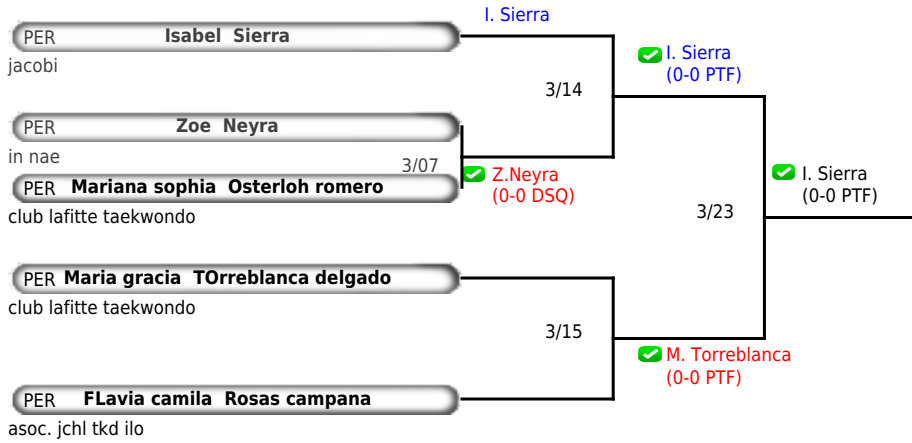 I. Sierra
PER Isabel Sierra
jacobi
I. Sierra
(0-0 PTF)
3/14
PER Zoe Neyra
in nae
3/07
Z.Neyra
(0-0 DSQ)
PER Mariana sophia Osterloh romero
club lafitte taekwondo
I. Sierra
(0-0 PTF)
3/23
PER Maria gracia TOrreblanca delgado
club lafitte taekwondo
3/15
M. Torreblanca
(0-0 PTF)
PER FLavia camila Rosas campana
asoc. jchl tkd ilo